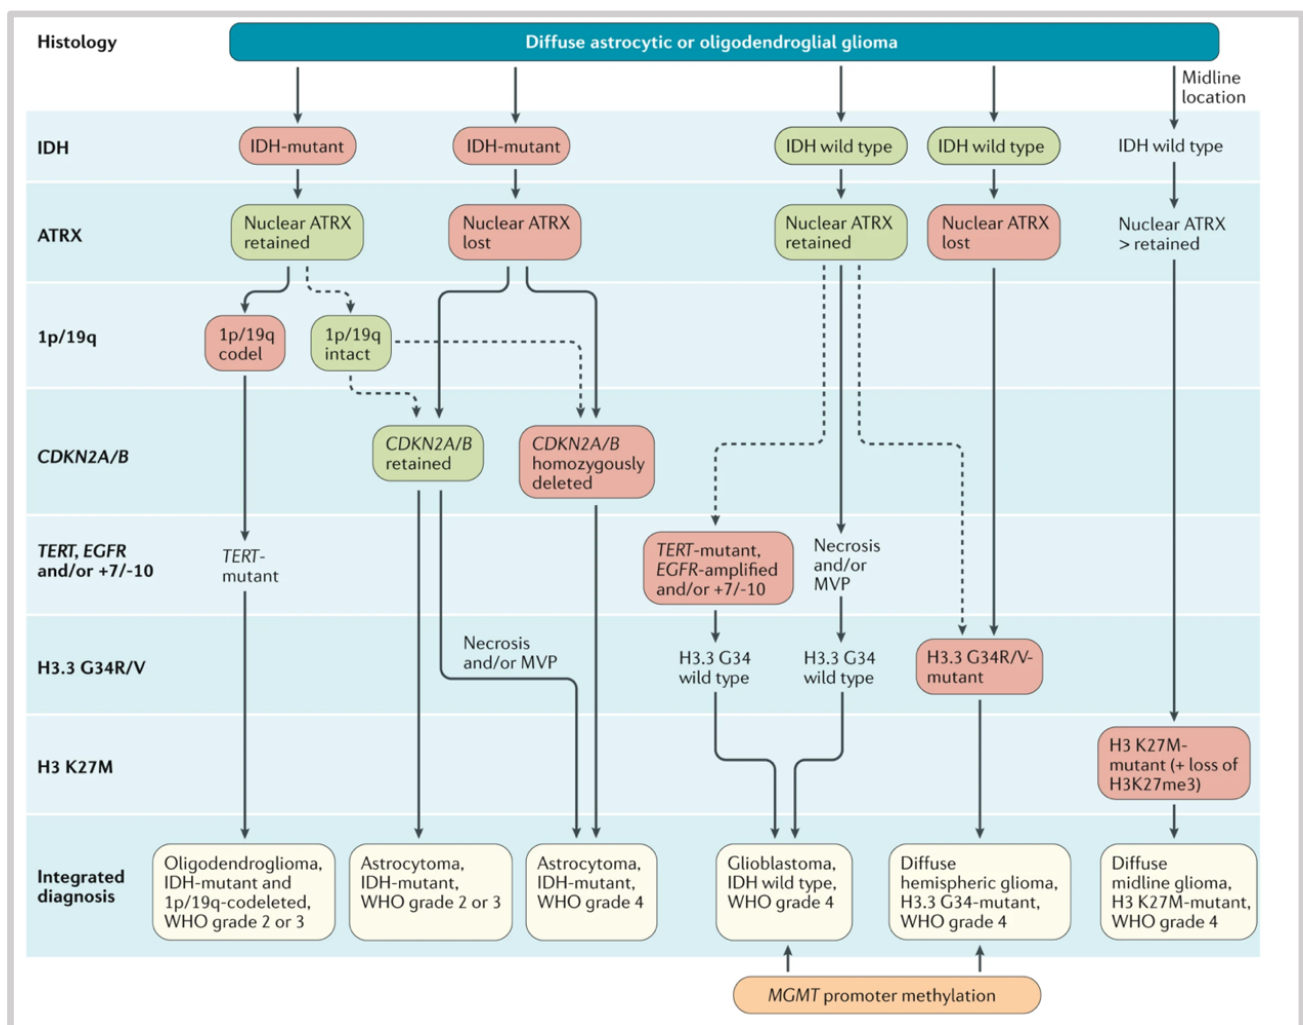 Histology
Diffuse astrocytic or oligodendroglial glioma
Midline
location
IDH
IDH-mutant
IDH-mutant
IDH wild type
IDH wild type
IDH wild type
ATRX
Nuclear ATRX
retained
Nuclear ATRX
lost
Nuclear ATRX
retained
Nuclear ATRX
lost
Nuclear ATRX
> retained
1p/19q
1p/19q
codel
1p/19q
intact
CDKN2A/B
CDKN2A/B
retained
CDKN2A/B
homozygously
deleted
TERT, EGFR
and/or +7/-10
TERT-
mutant
TERT-mutant,
EGFR-amplified
and/or +7/-10
Necrosis
and/or
MVP
H3.3 G34R/V
Necrosis
and/or MVP
H3.3 G34
wild type
H3.3 G34
wild type
H3.3 G34R/V-
mutant
H3 K27M
H3 K27M-
mutant (+ loss of
H3K27me3)
Integrated
diagnosis
Oligodendroglioma,
IDH-mutant and
1p/19q-codeleted,
WHO grade 2 or 3
Astrocytoma,
IDH-mutant,
WHO grade 2 or 3
Astrocytoma,
IDH-mutant,
WHO grade 4
Glioblastoma,
IDH wild type,
WHO grade 4
Diffuse
hemispheric glioma,
H3.3 G34-mutant,
WHO grade 4
Diffuse
midline glioma,
H3 K27M-mutant,
WHO grade 4
MGMT promoter methylation